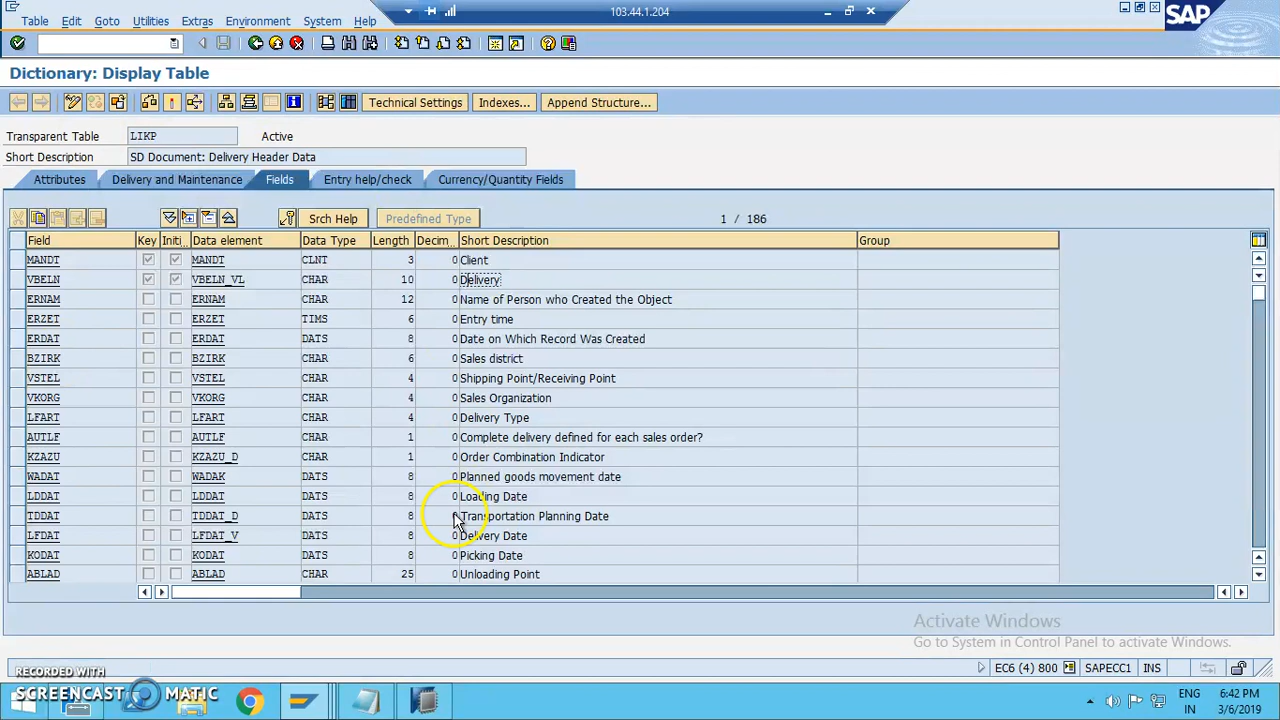 103.44.1.204
Table Edit Goto Utilities Extras Environment System Help
SAP
Dictionary: Display Table
Technical Settings Indexes... Append Structure...
Transparent Table LIKP Active
Short Description SD Document: Delivery Header Data
Attributes Delivery and Maintenance Fields Entry help/check Currency/Quantity Fields
Srch Help Predefined Type 1 / 186
Field Key Initi... Data element Data Type Length Decim... Short Description Group
MANDT MANDT CLNT 3 0 Client
VBELN VBELN_VL CHAR 10 0 Delivery
ERNAM ERNAM CHAR 12 0 Name of Person who Created the Object
ERZET ERZET TIMS 6 0 Entry time
ERDAT ERDAT DATS 8 0 Date on Which Record Was Created
BZIRK BZIRK CHAR 6 0 Sales district
VSTEL VSTEL CHAR 4 0 Shipping Point/Receiving Point
VKORG VKORG CHAR 4 0 Sales Organization
LFART LFART CHAR 4 0 Delivery Type
AUTLF AUTLF CHAR 1 0 Complete delivery defined for each sales order?
KZAZU KZAZU_D CHAR 1 0 Order Combination Indicator
WADAT WADAK DATS 8 0 Planned goods movement date
LDDAT LDDAT DATS 8 0 Loading Date
TDDAT TDDAT_D DATS 8 0 Transportation Planning Date
LFDAT LFDAT_V DATS 8 0 Delivery Date
KODAT KODAT DATS 8 0 Picking Date
ABLAD ABLAD CHAR 25 0 Unloading Point
Activate Windows
Go to System in Control Panel to activate Windows.
EC6 (4) 800 SAPECC1 INS
RECORDED WITH
SCREENCAST MATIC
ENG 6:42 PM
IN 3/6/2019